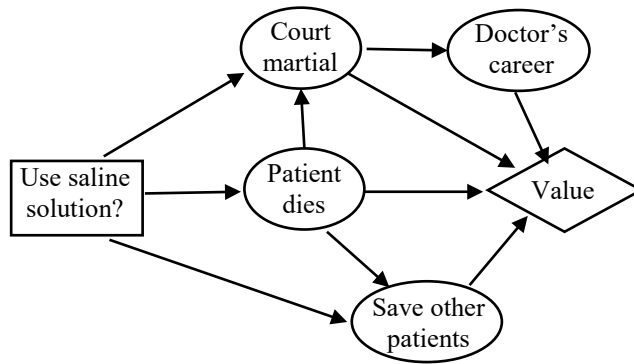 Court
martial
Doctor's
career
Use saline
solution?
Patient
dies
Value
Save other
patients